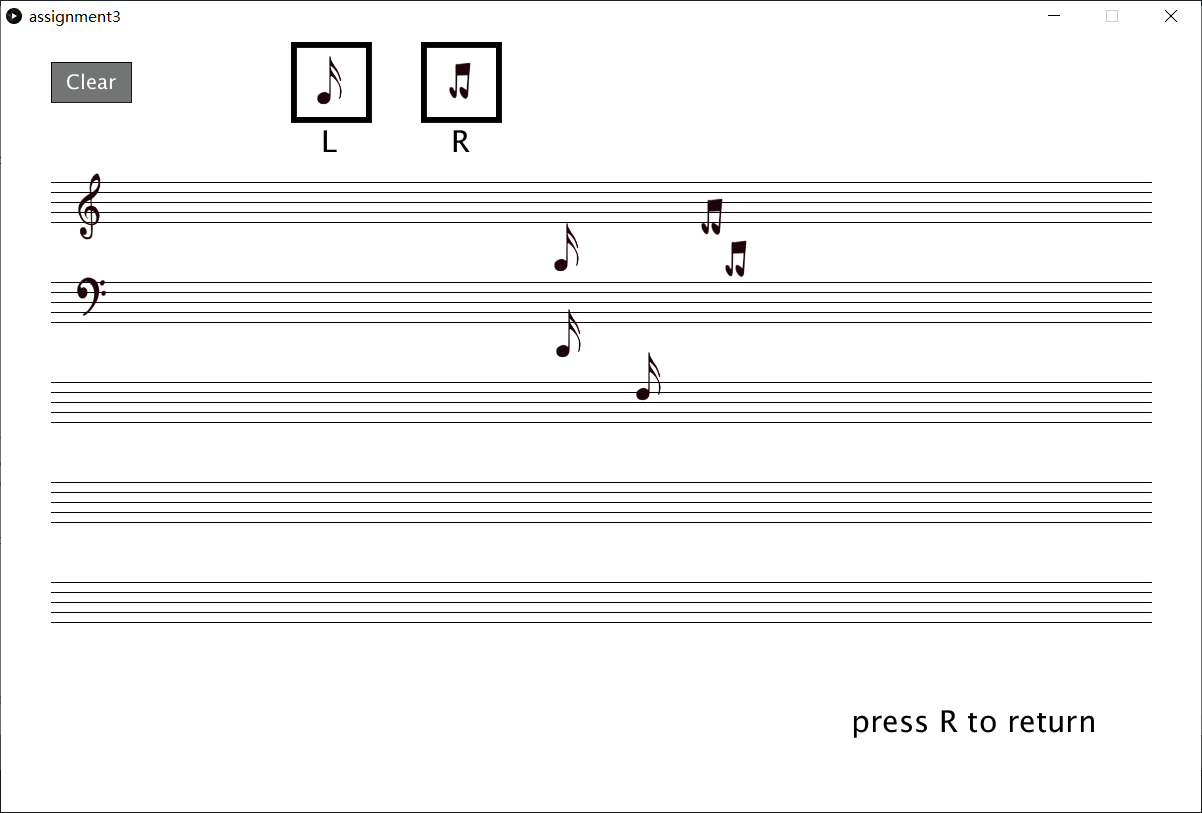 assignment3
Clear
L
R
press R to return